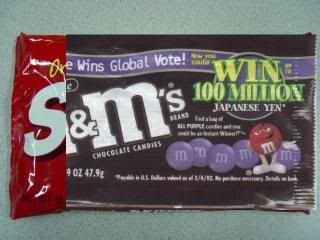 One Wins Global Vote!
Now you could
WIN UP TO
100 MILLION
JAPANESE YEN*
S&m's
BRAND
CHOCOLATE CANDIES
Find a bag of
ALL PURPLE candies and you
could be an Instant Winner!
m m m m m
9 OZ 47.9g
*Payable in U.S. Dollars valued as of 2/4/02. No purchase necessary. Details on back.